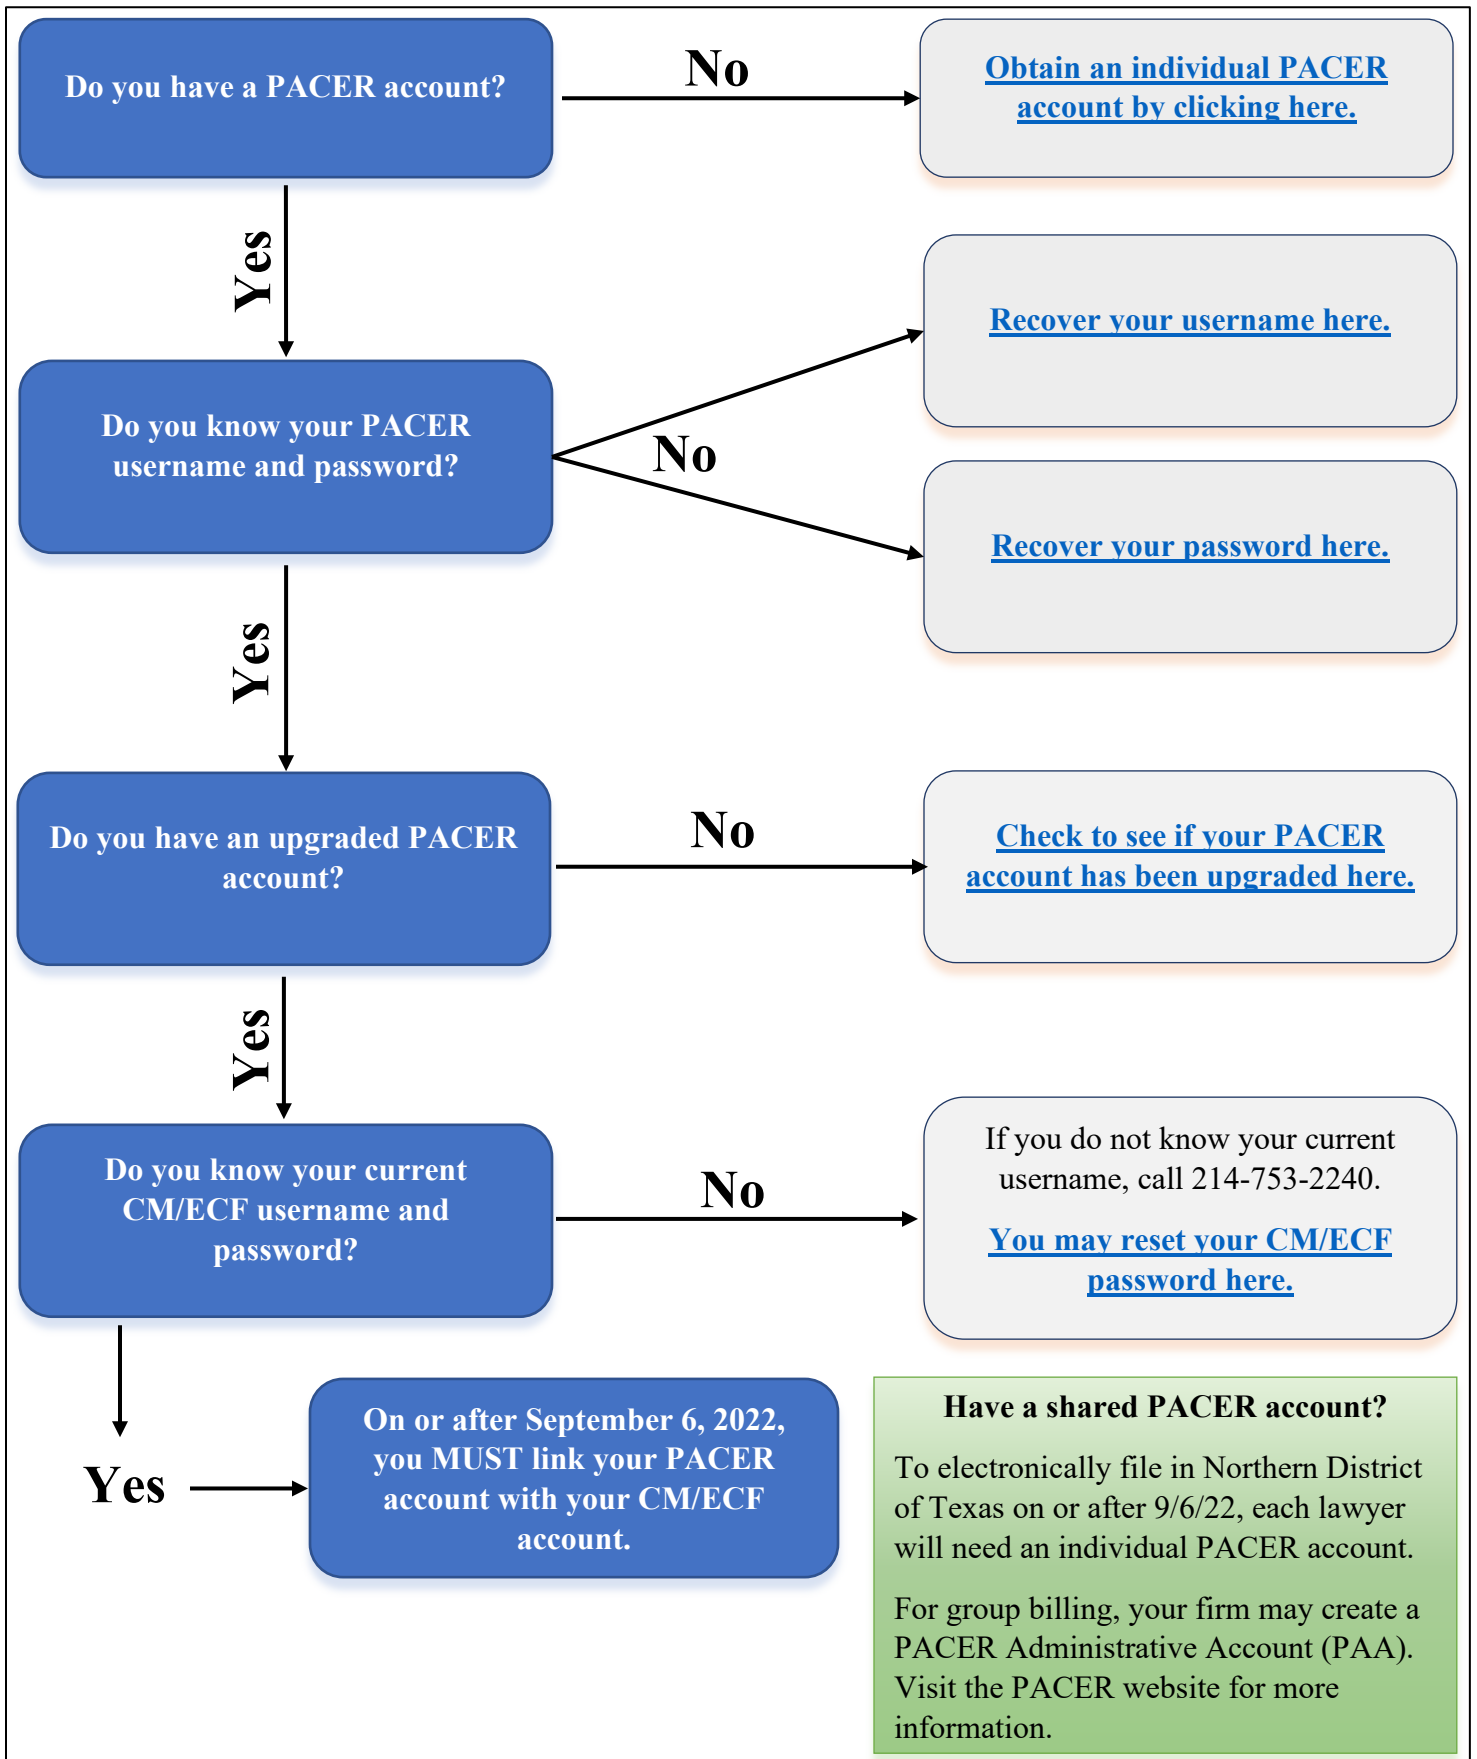 Do you have a PACER account?
No
Obtain an individual PACER
account by clicking here.
Yes
Recover your username here.
Do you know your PACER
username and password?
No
Recover your password here.
Yes
Do you have an upgraded PACER
account?
No
Check to see if your PACER
account has been upgraded here.
Yes
Do you know your current
CM/ECF username and
password?
No
If you do not know your current
username, call 214-753-2240.
You may reset your CM/ECF
password here.
Yes
On or after September 6, 2022,
you MUST link your PACER
account with your CM/ECF
account.
Have a shared PACER account?
To electronically file in Northern District
of Texas on or after 9/6/22, each lawyer
will need an individual PACER account.
For group billing, your firm may create a
PACER Administrative Account (PAA).
Visit the PACER website for more
information.